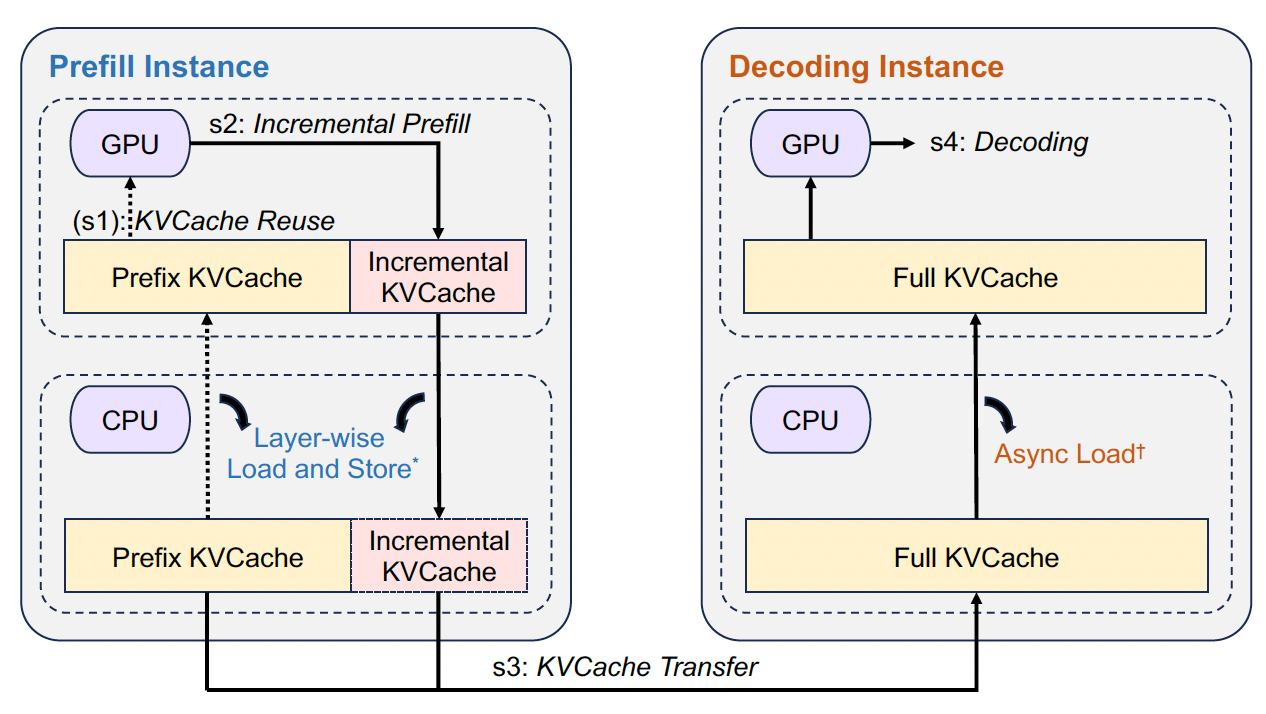 Prefill Instance
GPU
s2: Incremental Prefill
(s1): KVCache Reuse
Prefix KVCache
Incremental
KVCache
CPU
Layer-wise
Load and Store*
Prefix KVCache
Incremental
KVCache
s3: KVCache Transfer
Decoding Instance
GPU
s4: Decoding
Full KVCache
CPU
Async Load†
Full KVCache